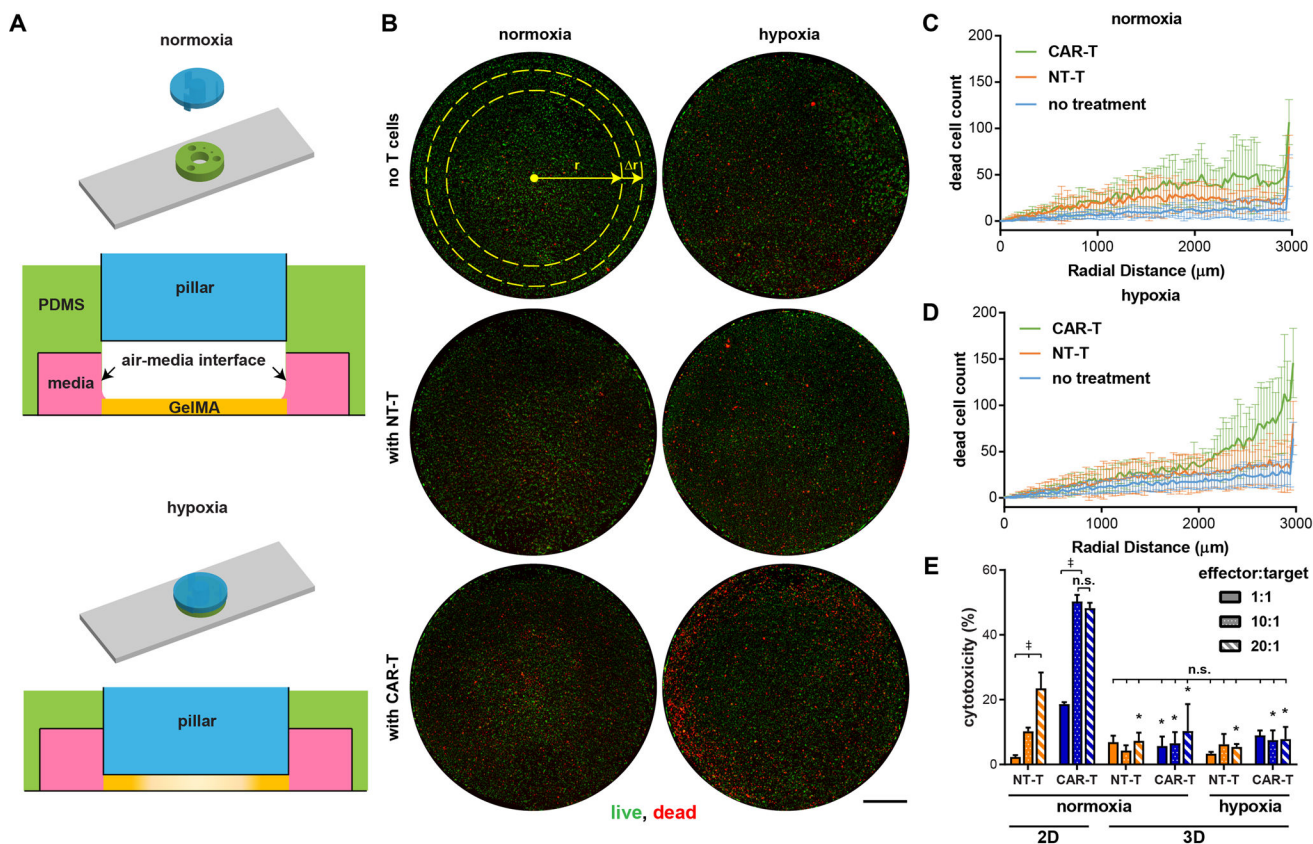 A
normoxia
PDMS
pillar
air-media interface
media
GelMA
hypoxia
pillar
B
normoxia
hypoxia
no T cells
r
Δr
with NT-T
with CAR-T
live, dead
C
normoxia
dead cell count
200
150
100
50
0
CAR-T
NT-T
no treatment
0 1000 2000 3000
Radial Distance (μm)
D
hypoxia
dead cell count
200
150
100
50
0
CAR-T
NT-T
no treatment
0 1000 2000 3000
Radial Distance (μm)
E
cytotoxicity (%)
60
40
20
0
effector:target
1:1
10:1
20:1
‡
‡
n.s.
n.s.
* * * * * * *
NT-T CAR-T NT-T CAR-T NT-T CAR-T
normoxia hypoxia
2D 3D